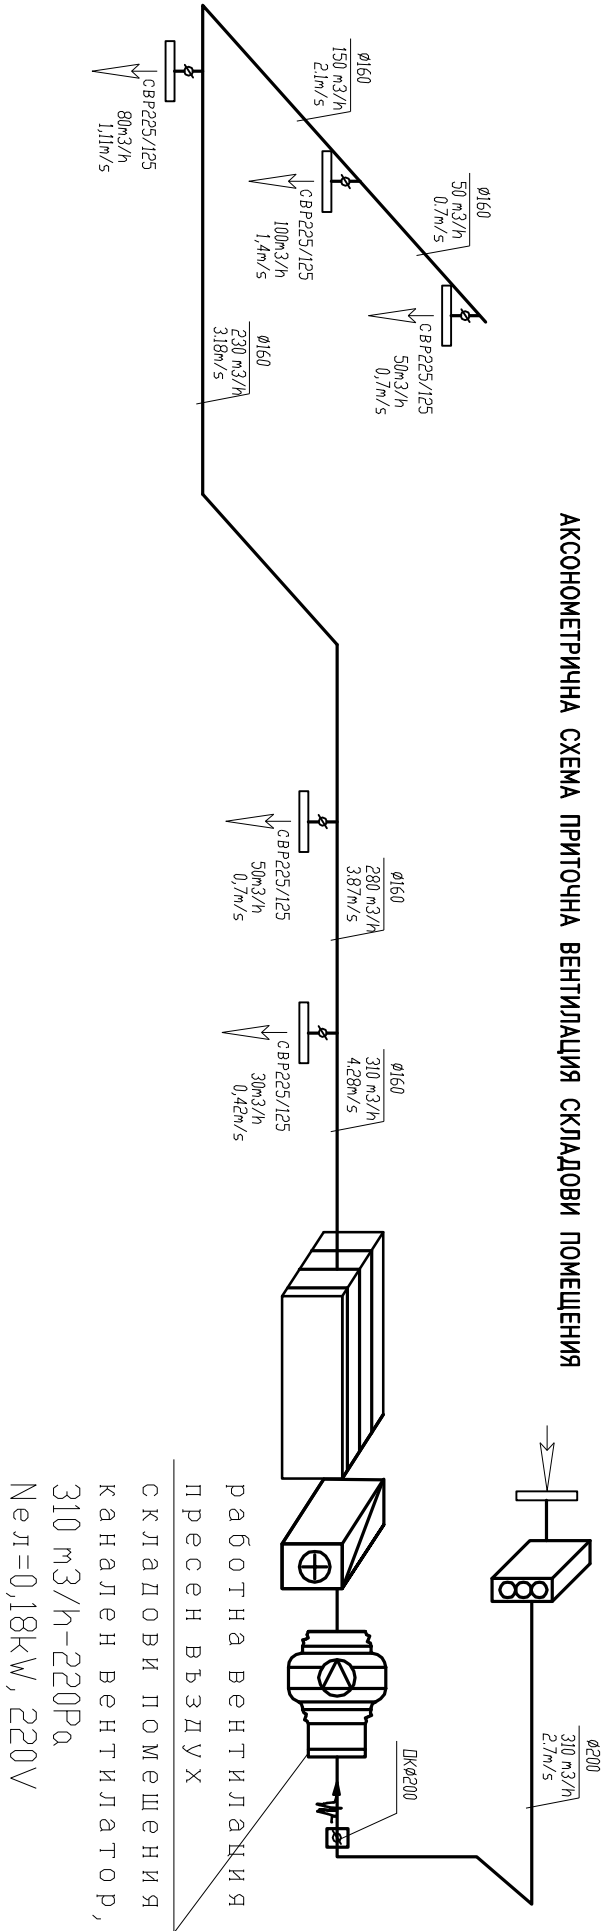 АКСОНОМЕТРИЧНА СХЕМА ПРИТОЧНА ВЕНТИЛАЦИЯ СКЛАДОВИ ПОМЕЩЕНИЯ
Ø160
150 m3/h
2.1m/s
Ø160
50 m3/h
0.7m/s
СВР225/125
80m3/h
1,11m/s
СВР225/125
100m3/h
1,4m/s
СВР225/125
50m3/h
0,7m/s
Ø160
230 m3/h
3.18m/s
Ø160
280 m3/h
3.87m/s
СВР225/125
50m3/h
0,7m/s
Ø160
310 m3/h
4.28m/s
СВР225/125
30m3/h
0,42m/s
Ø200
310 m3/h
2.7m/s
ПКØ200
работна вентилация
пресен въздух
складови помещения
канален вентилатор,
310 m3/h-220Pa
Nел=0,18kW, 220V